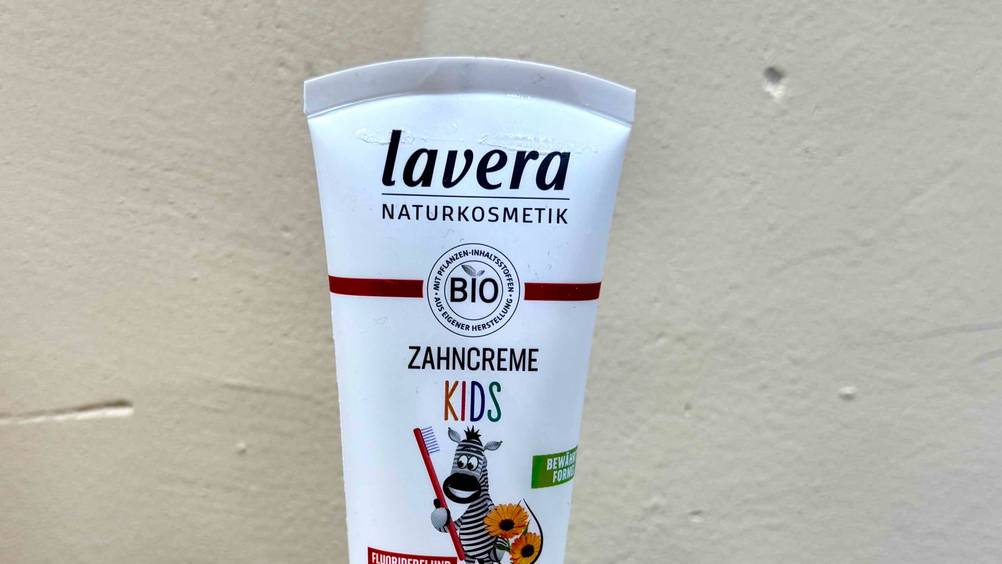 lavera
NATURKOSMETIK
MIT PFLANZEN-INHALTSSTOFFEN
BIO
AUS EIGENER HERSTELLUNG
ZAHNCREME
KIDS